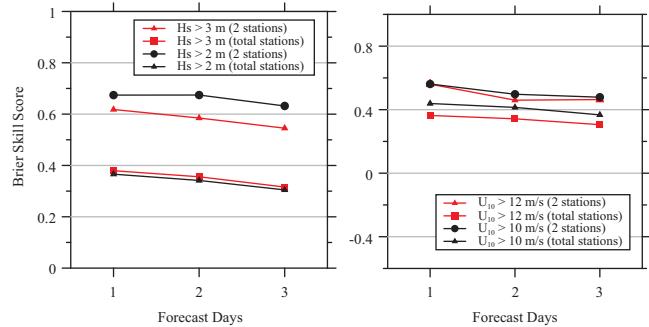 Brier Skill Score
1
0.8
0.6
0.4
0.2
0
Hs > 3 m (2 stations)
Hs > 3 m (total stations)
Hs > 2 m (2 stations)
Hs > 2 m (total stations)
1 2 3
Forecast Days
0.8
0.4
0
-0.4
U10 > 12 m/s (2 stations)
U10 > 12 m/s (total stations)
U10 > 10 m/s (2 stations)
U10 > 10 m/s (total stations)
1 2 3
Forecast Days